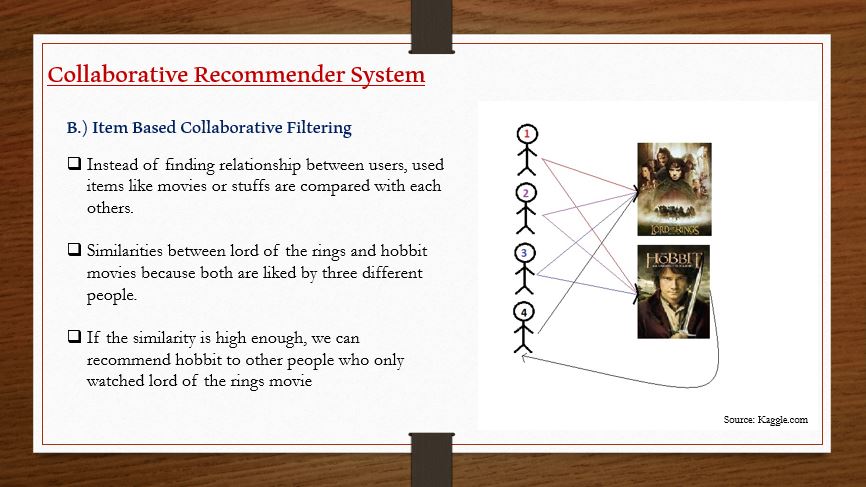 Collaborative Recommender System
B.) Item Based Collaborative Filtering
❑ Instead of finding relationship between users, used
items like movies or stuffs are compared with each
others.
❑ Similarities between lord of the rings and hobbit
movies because both are liked by three different
people.
❑ If the similarity is high enough, we can
recommend hobbit to other people who only
watched lord of the rings movie
1
2
3
4
LORD OF THE RINGS
HOBBIT
Source: Kaggle.com